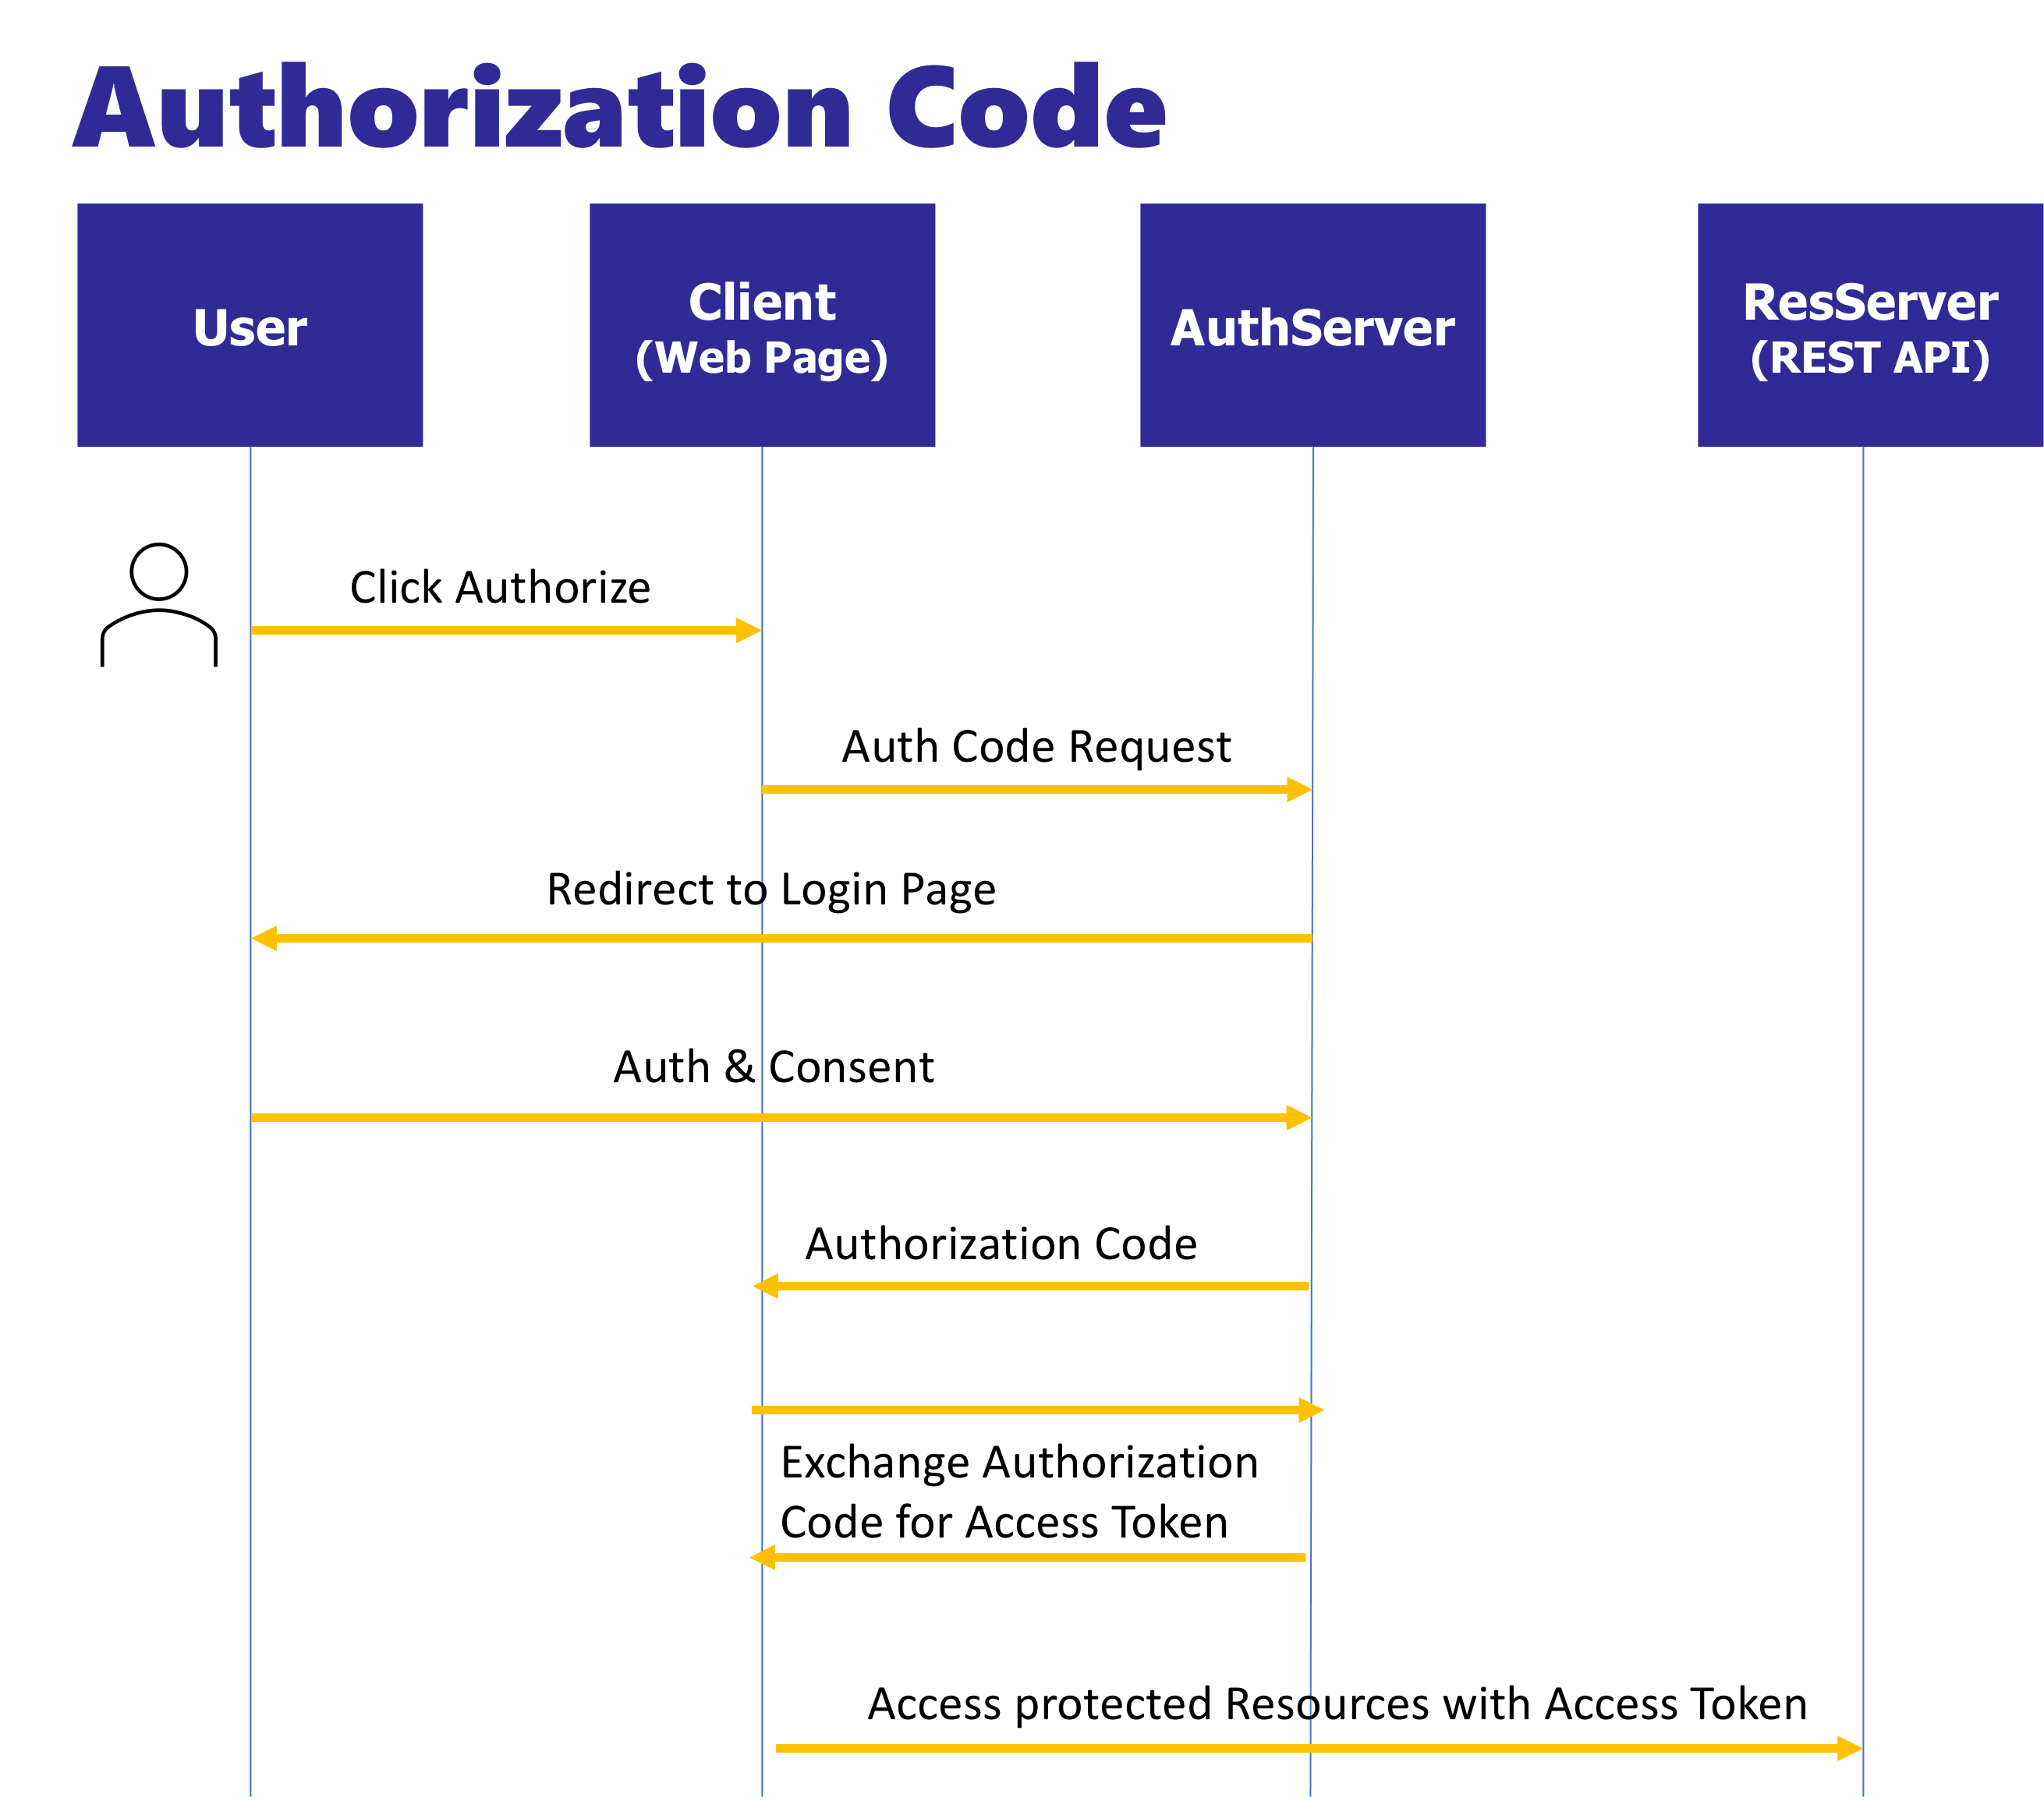 Authorization Code
User
Client
(Web Page)
AuthServer
ResServer
(REST API)
Click Authorize
Auth Code Request
Redirect to Login Page
Auth & Consent
Authorization Code
Exchange Authorization
Code for Access Token
Access protected Resources with Access Token